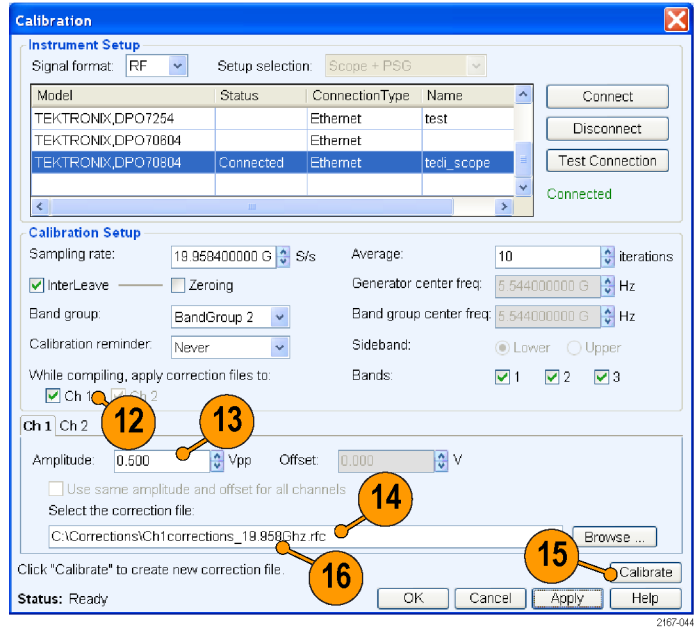 Calibration
Instrument Setup
Signal format: RF Setup selection: Scope + PSG
Model Status ConnectionType Name
TEKTRONIX,DPO7254 Ethernet test
TEKTRONIX,DPO70604 Ethernet
TEKTRONIX,DPO70804 Connected Ethernet tedi_scope
Connect
Disconnect
Test Connection
Connected
Calibration Setup
Sampling rate: 19.958400000 G S/s Average: 10 iterations
InterLeave Zeroing Generator center freq: 5.544000000 G Hz
Band group: BandGroup 2 Band group center freq: 5.544000000 G Hz
Calibration reminder: Never Sideband: Lower Upper
While compiling, apply correction files to: Bands: 1 2 3
Ch 1 Ch 2
12
13
Ch 1 Ch 2
Amplitude: 0.500 Vpp Offset: 0.000 V
Use same amplitude and offset for all channels
14
Select the correction file:
C:\Corrections\Ch1corrections_19.958Ghz.rfc Browse ...
15
16
Click "Calibrate" to create new correction file. Calibrate
Status: Ready OK Cancel Apply Help
2167-044